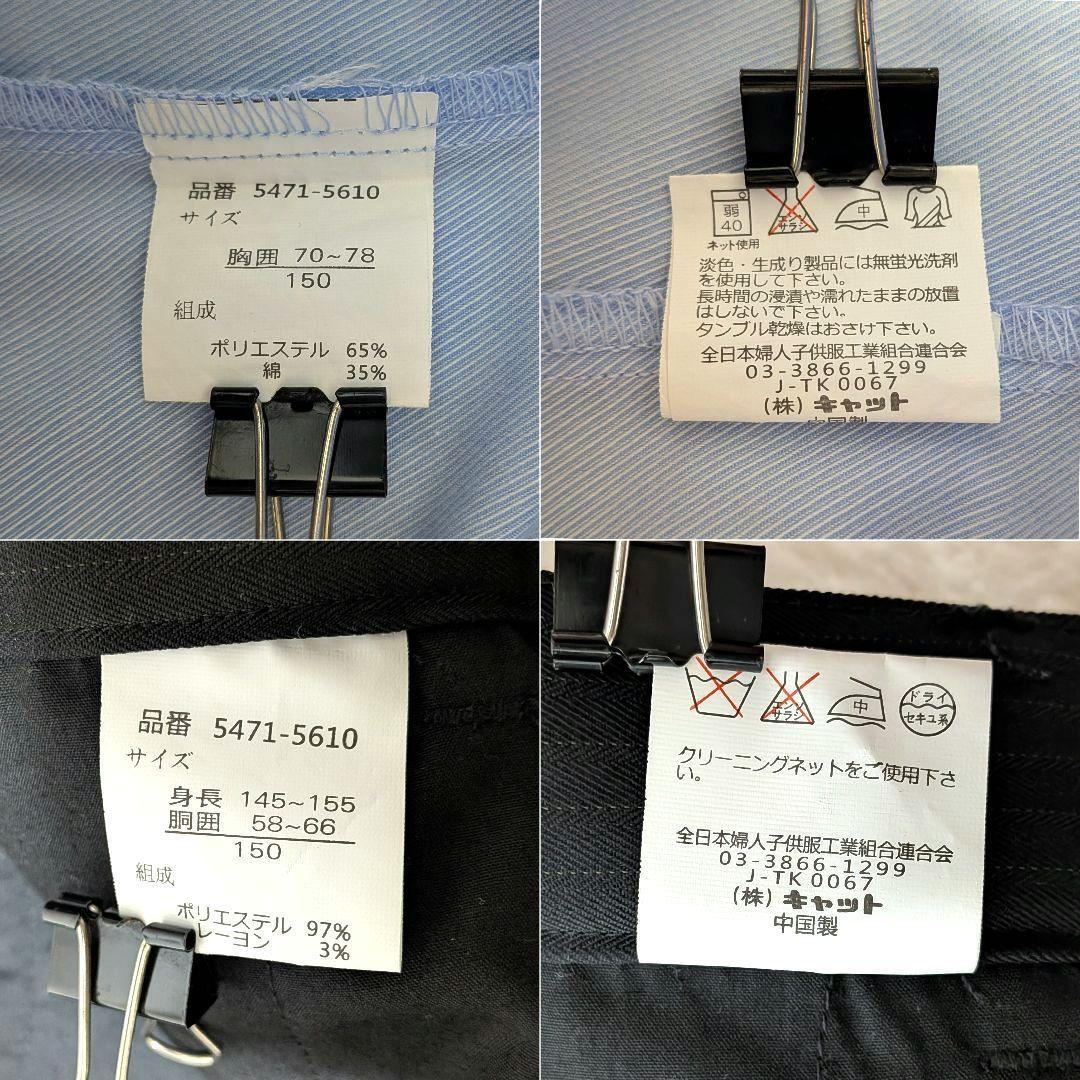 品番 5471-5610
サイズ
胸囲 70~78
150
組成
ポリエステル 65%
綿 35%
弱
40
エンソ
サラシ
中
ネット使用
淡色・生成り製品には無蛍光洗剤
を使用して下さい。
長時間の浸漬や濡れたままの放置
はしないで下さい。
タンブル乾燥はおさけ下さい。
全日本婦人子供服工業組合連合会
03-3866-1299
J-TK 0067
(株) キャット
中国製
品番 5471-5610
サイズ
身長 145~155
胴囲 58~66
150
組成
ポリエステル 97%
レーヨン 3%
エンソ
サラシ
中
ドライ
セキユ系
クリーニングネットをご使用下さ
い。
全日本婦人子供服工業組合連合会
03-3866-1299
J-TK 0067
(株) キャット
中国製